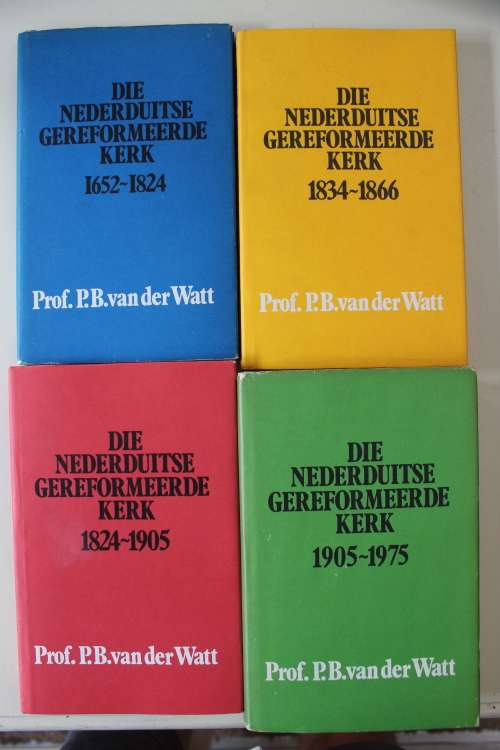 DIE
NEDERDUITSE
GEREFORMEERDE
KERK
1652~1824
Prof. P.B.van der Watt
DIE
NEDERDUITSE
GEREFORMEERDE
KERK
1834~1866
Prof. P.B.van der Watt
DIE
NEDERDUITSE
GEREFORMEERDE
KERK
1824~1905
Prof. P.B.van der Watt
DIE
NEDERDUITSE
GEREFORMEERDE
KERK
1905~1975
Prof. P.B.van der Watt